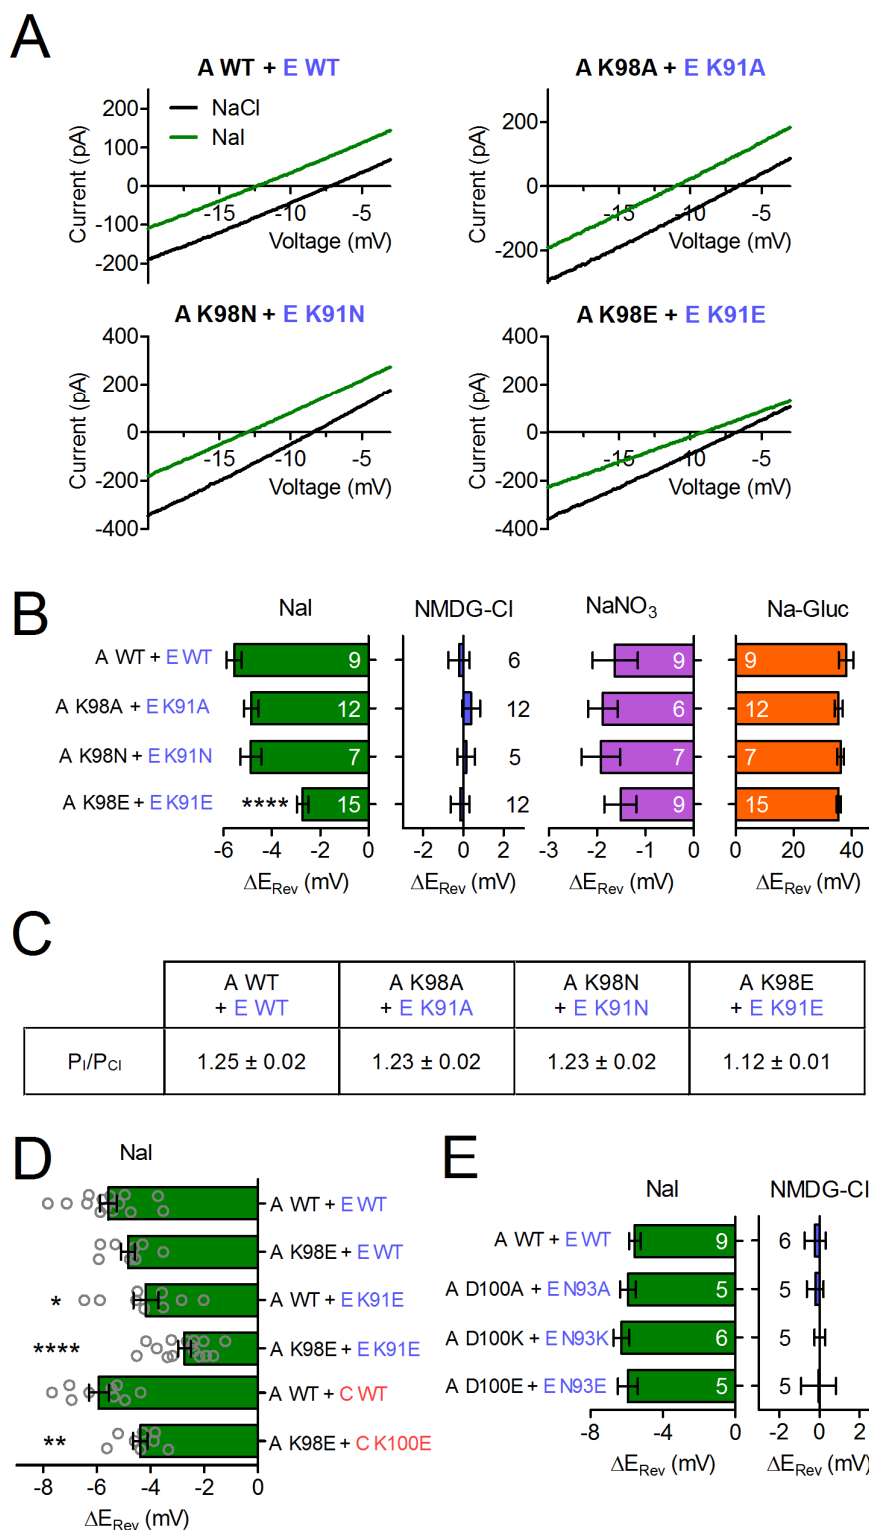 A
A WT + E WT
NaCl
NaI
200
100
0
-100
-200
-15
-10
-5
Current (pA)
Voltage (mV)
A K98A + E K91A
200
0
-200
-15
-10
-5
Current (pA)
Voltage (mV)
A K98N + E K91N
400
200
0
-200
-400
-15
-10
-5
Current (pA)
Voltage (mV)
A K98E + E K91E
400
200
0
-200
-400
-15
-10
-5
Current (pA)
Voltage (mV)
B
NaI
NMDG-Cl
NaNO3
Na-Gluc
A WT + E WT
9
6
9
9
A K98A + E K91A
12
12
6
12
A K98N + E K91N
7
5
7
7
A K98E + E K91E
****
15
12
9
15
-6 -4 -2 0
-2 0 2
-3 -2 -1 0
0 20 40
ΔERev (mV)
ΔERev (mV)
ΔERev (mV)
ΔERev (mV)
C
A WT + E WT
A K98A + E K91A
A K98N + E K91N
A K98E + E K91E
PI/PCl
1.25 ± 0.02
1.23 ± 0.02
1.23 ± 0.02
1.12 ± 0.01
D
NaI
A WT + E WT
A K98E + E WT
* A WT + E K91E
**** A K98E + E K91E
A WT + C WT
** A K98E + C K100E
-8 -6 -4 -2 0
ΔERev (mV)
E
NaI
NMDG-Cl
A WT + E WT
9
6
A D100A + E N93A
5
5
A D100K + E N93K
6
5
A D100E + E N93E
5
5
-8 -4 0
-2 0 2
ΔERev (mV)
ΔERev (mV)